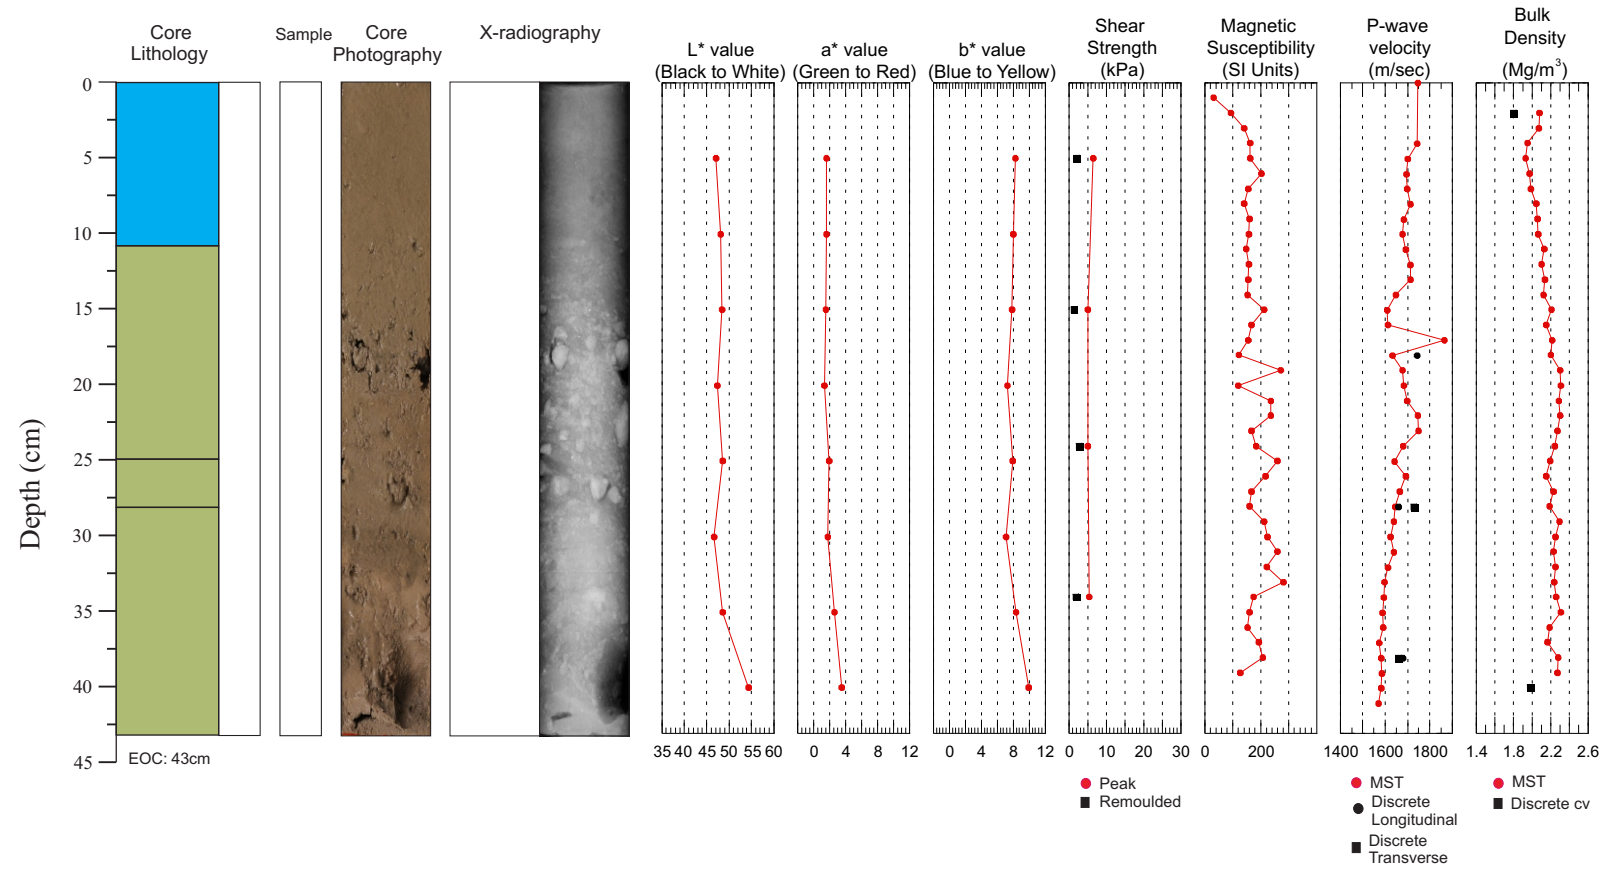 Core
Lithology
Sample
Core
Photography
X-radiography
L* value
(Black to White)
a* value
(Green to Red)
b* value
(Blue to Yellow)
Shear
Strength
(kPa)
Magnetic
Susceptibility
(SI Units)
P-wave
velocity
(m/sec)
Bulk
Density
(Mg/m³)
Depth (cm)
0
5
10
15
20
25
30
35
40
45
EOC: 43cm
35 40 45 50 55 60
0 4 8 12
0 4 8 12
0 10 20 30
0 200
1400 1600 1800
1.4 1.8 2.2 2.6
Peak
Remoulded
MST
Discrete
Longitudinal
Discrete
Transverse
MST
Discrete cv